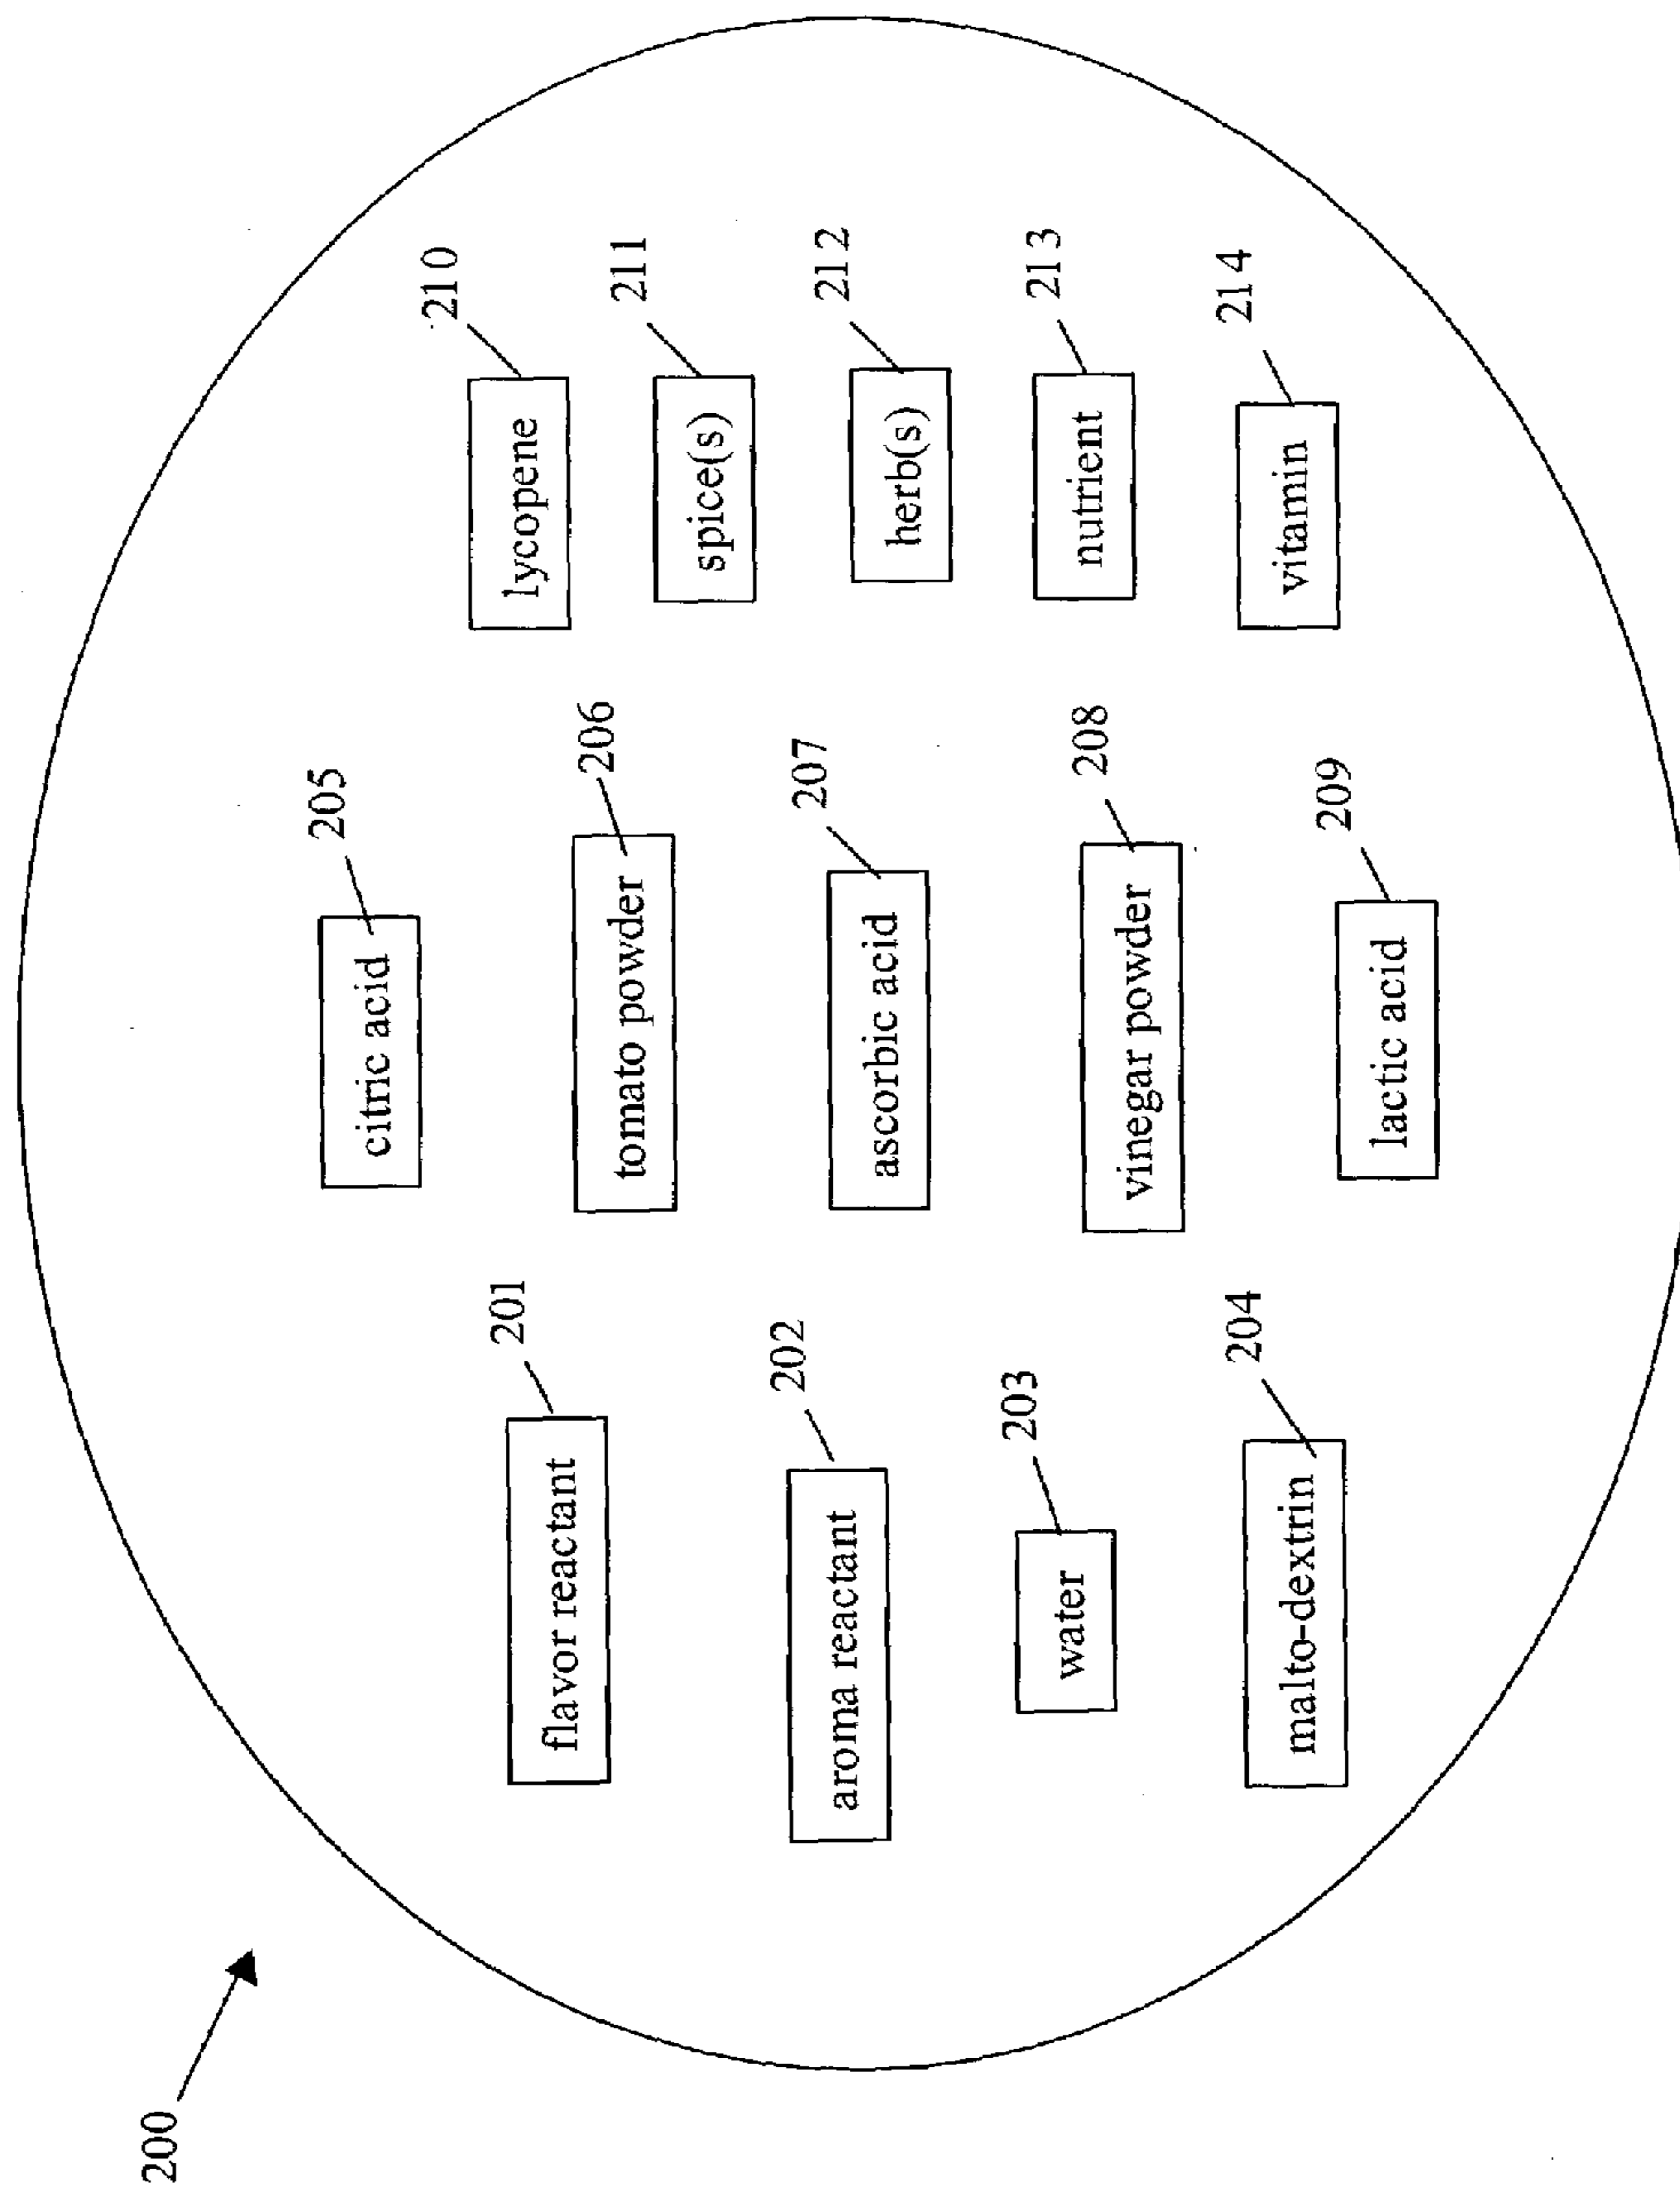 200
201
flavor reactant
202
aroma reactant
203
water
204
malto-dextrin
205
citric acid
206
tomato powder
207
ascorbic acid
208
vinegar powder
209
lactic acid
210
lycopene
211
spice(s)
212
herb(s)
213
nutrient
214
vitamin